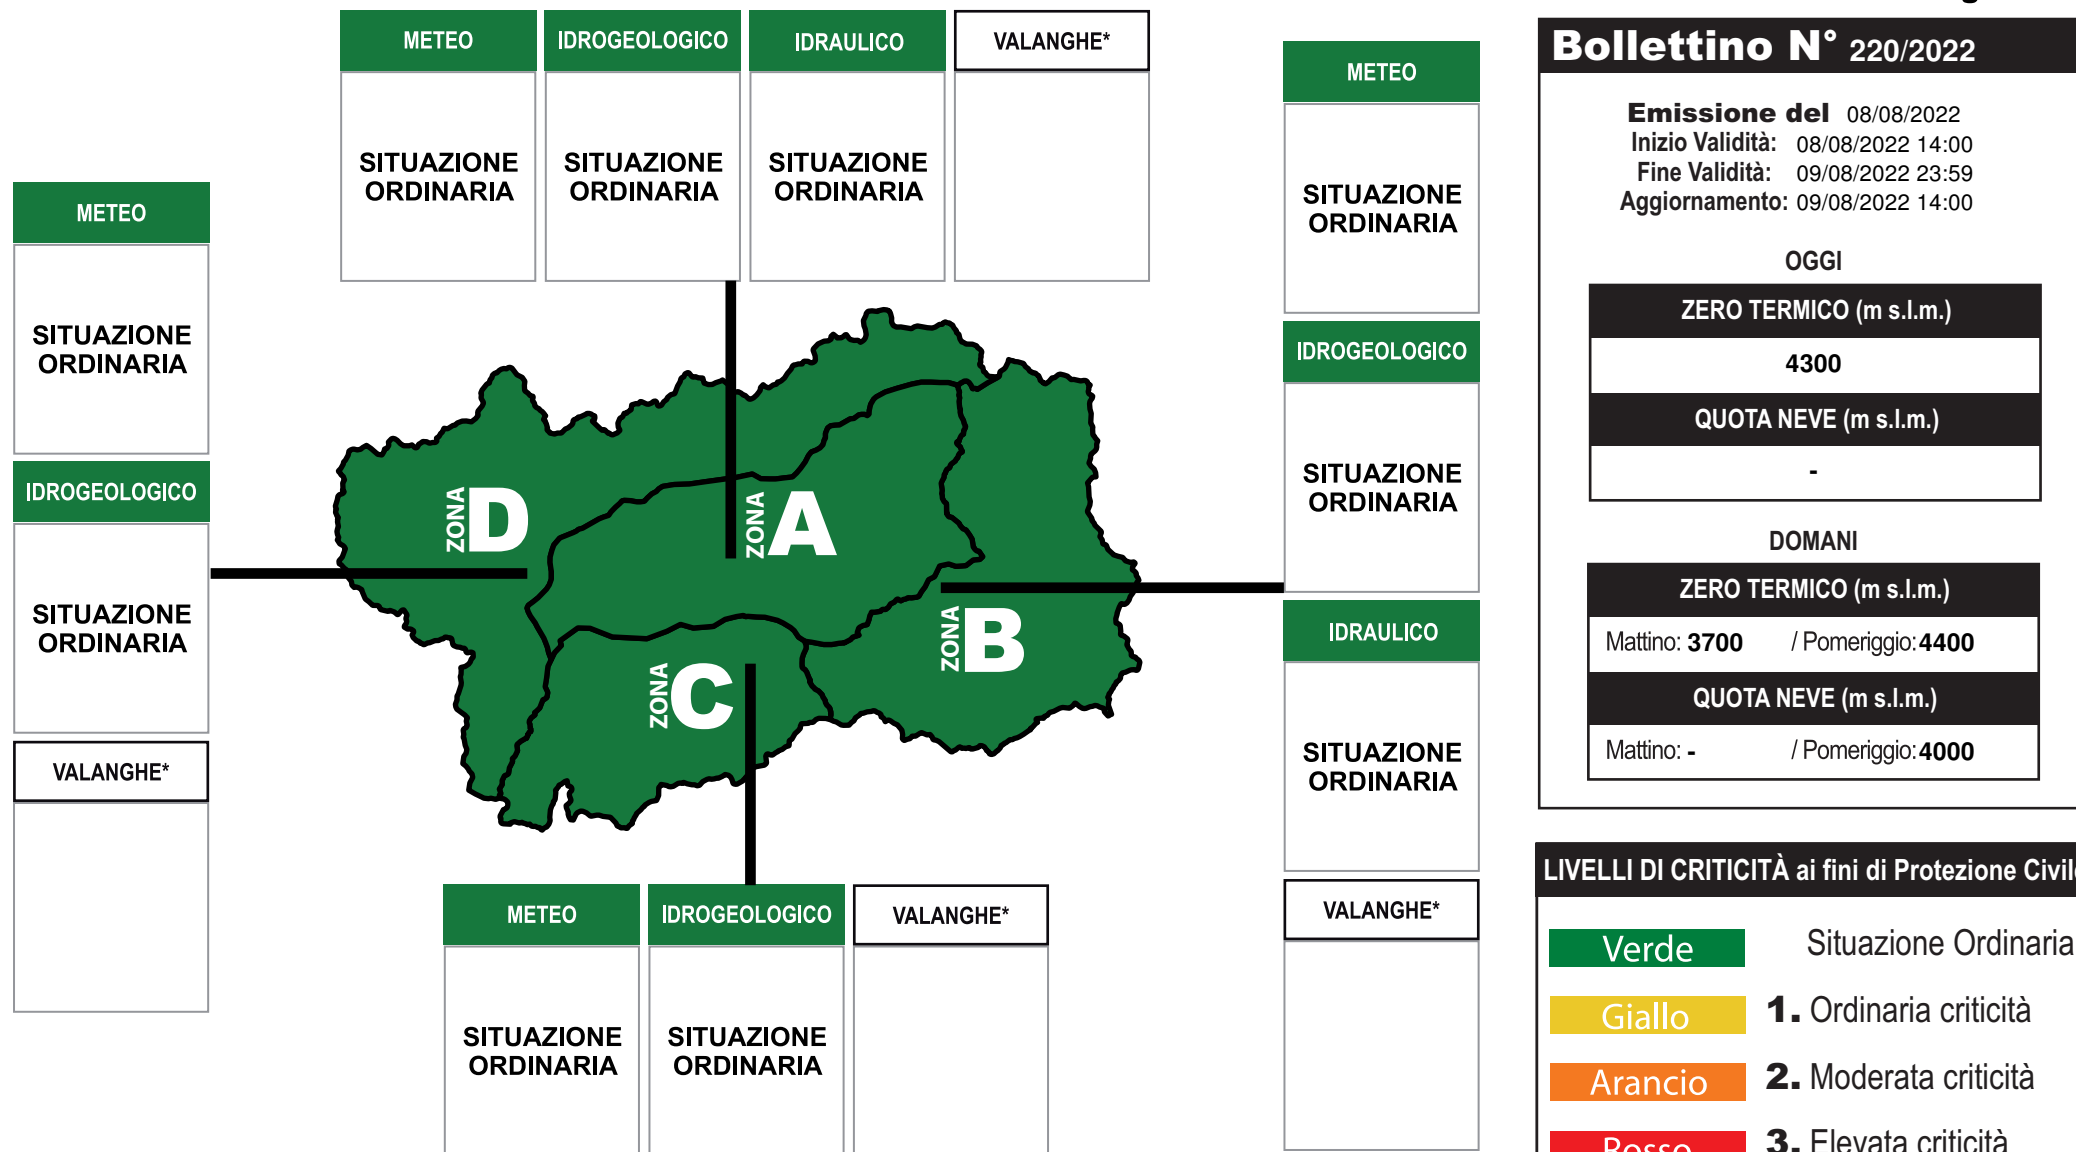 METEO
IDROGEOLOGICO
IDRAULICO
VALANGHE*
SITUAZIONE
ORDINARIA
SITUAZIONE
ORDINARIA
SITUAZIONE
ORDINARIA
METEO
SITUAZIONE
ORDINARIA
IDROGEOLOGICO
SITUAZIONE
ORDINARIA
VALANGHE*
ZONA D
ZONA A
ZONA B
ZONA C
METEO
SITUAZIONE
ORDINARIA
IDROGEOLOGICO
SITUAZIONE
ORDINARIA
IDRAULICO
SITUAZIONE
ORDINARIA
VALANGHE*
METEO
IDROGEOLOGICO
VALANGHE*
SITUAZIONE
ORDINARIA
SITUAZIONE
ORDINARIA
Bollettino N° 220/2022
Emissione del 08/08/2022
Inizio Validità: 08/08/2022 14:00
Fine Validità: 09/08/2022 23:59
Aggiornamento: 09/08/2022 14:00
OGGI
ZERO TERMICO (m s.l.m.)
4300
QUOTA NEVE (m s.l.m.)
-
DOMANI
ZERO TERMICO (m s.l.m.)
Mattino: 3700 / Pomeriggio: 4400
QUOTA NEVE (m s.l.m.)
Mattino: - / Pomeriggio: 4000
LIVELLI DI CRITICITÀ ai fini di Protezione Civile
Verde Situazione Ordinaria
Giallo 1. Ordinaria criticità
Arancio 2. Moderata criticità
Rosso 3. Elevata criticità